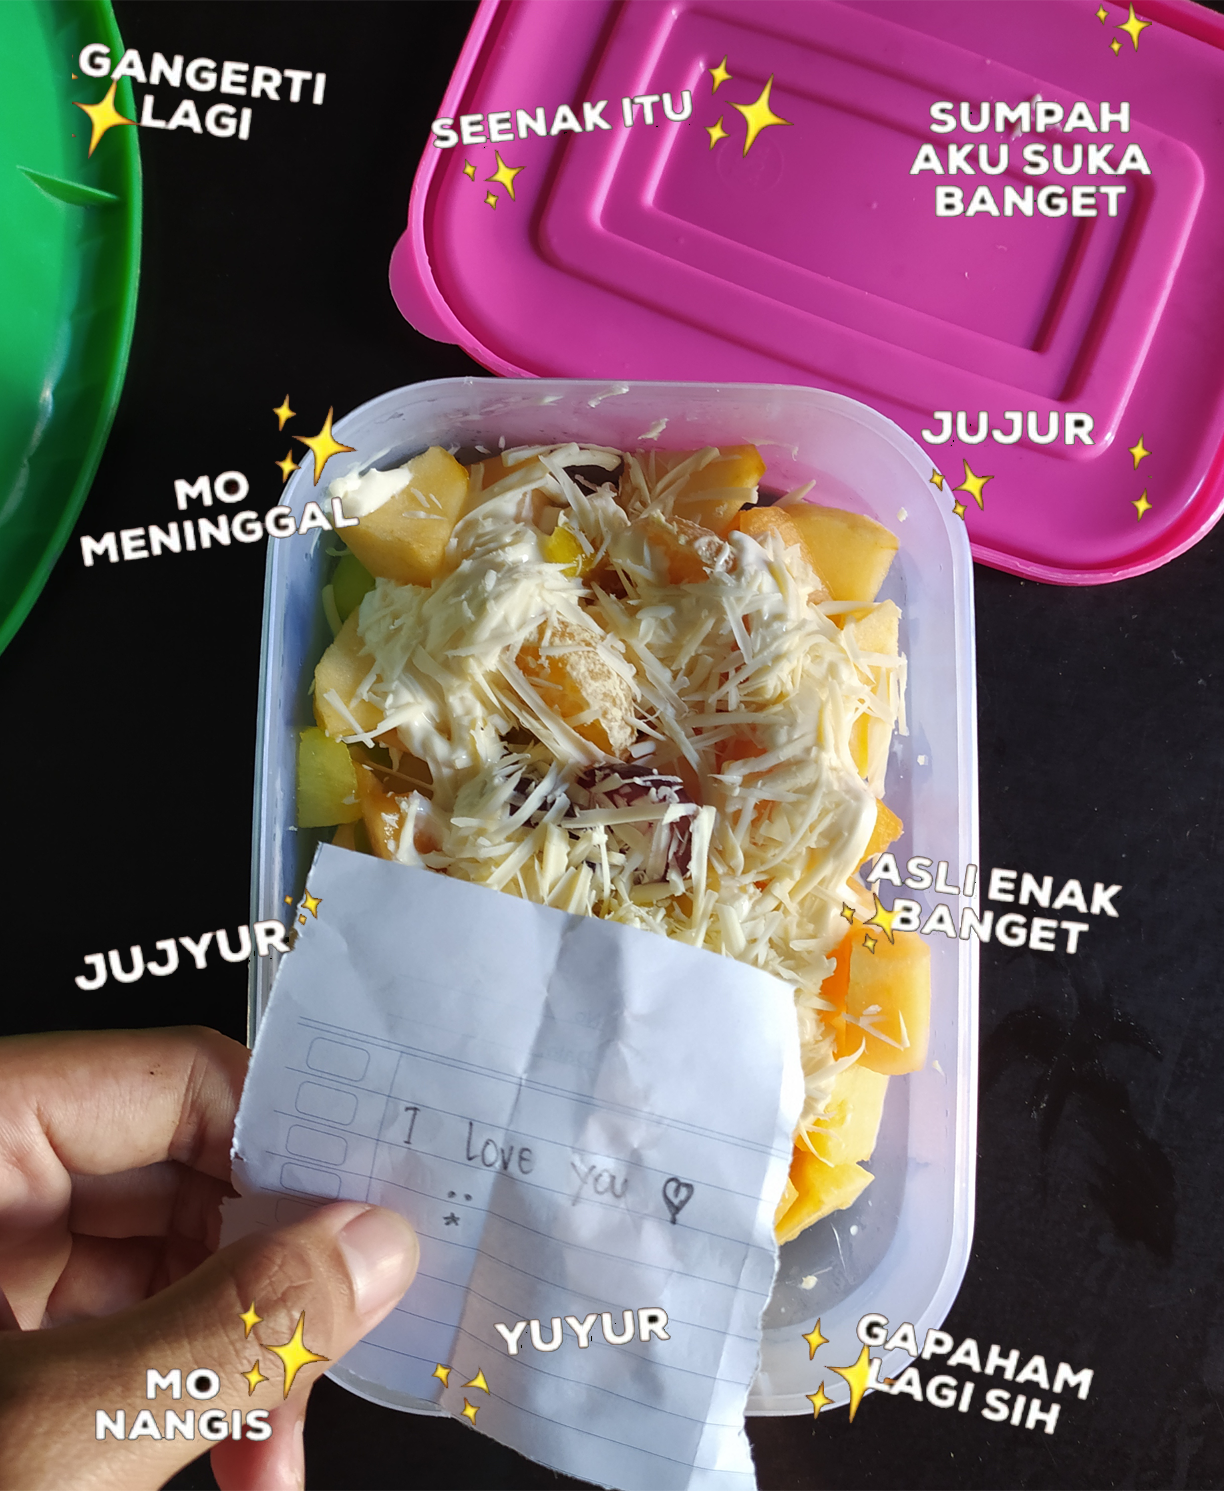 GANGERTI
LAGI
SEENAK ITU
SUMPAH
AKU SUKA
BANGET
JUJUR
MO
MENINGGAL
ASLI ENAK
BANGET
JUJYUR
I love you ♡
YUYUR
GAPAHAM
LAGI SIH
MO
NANGIS